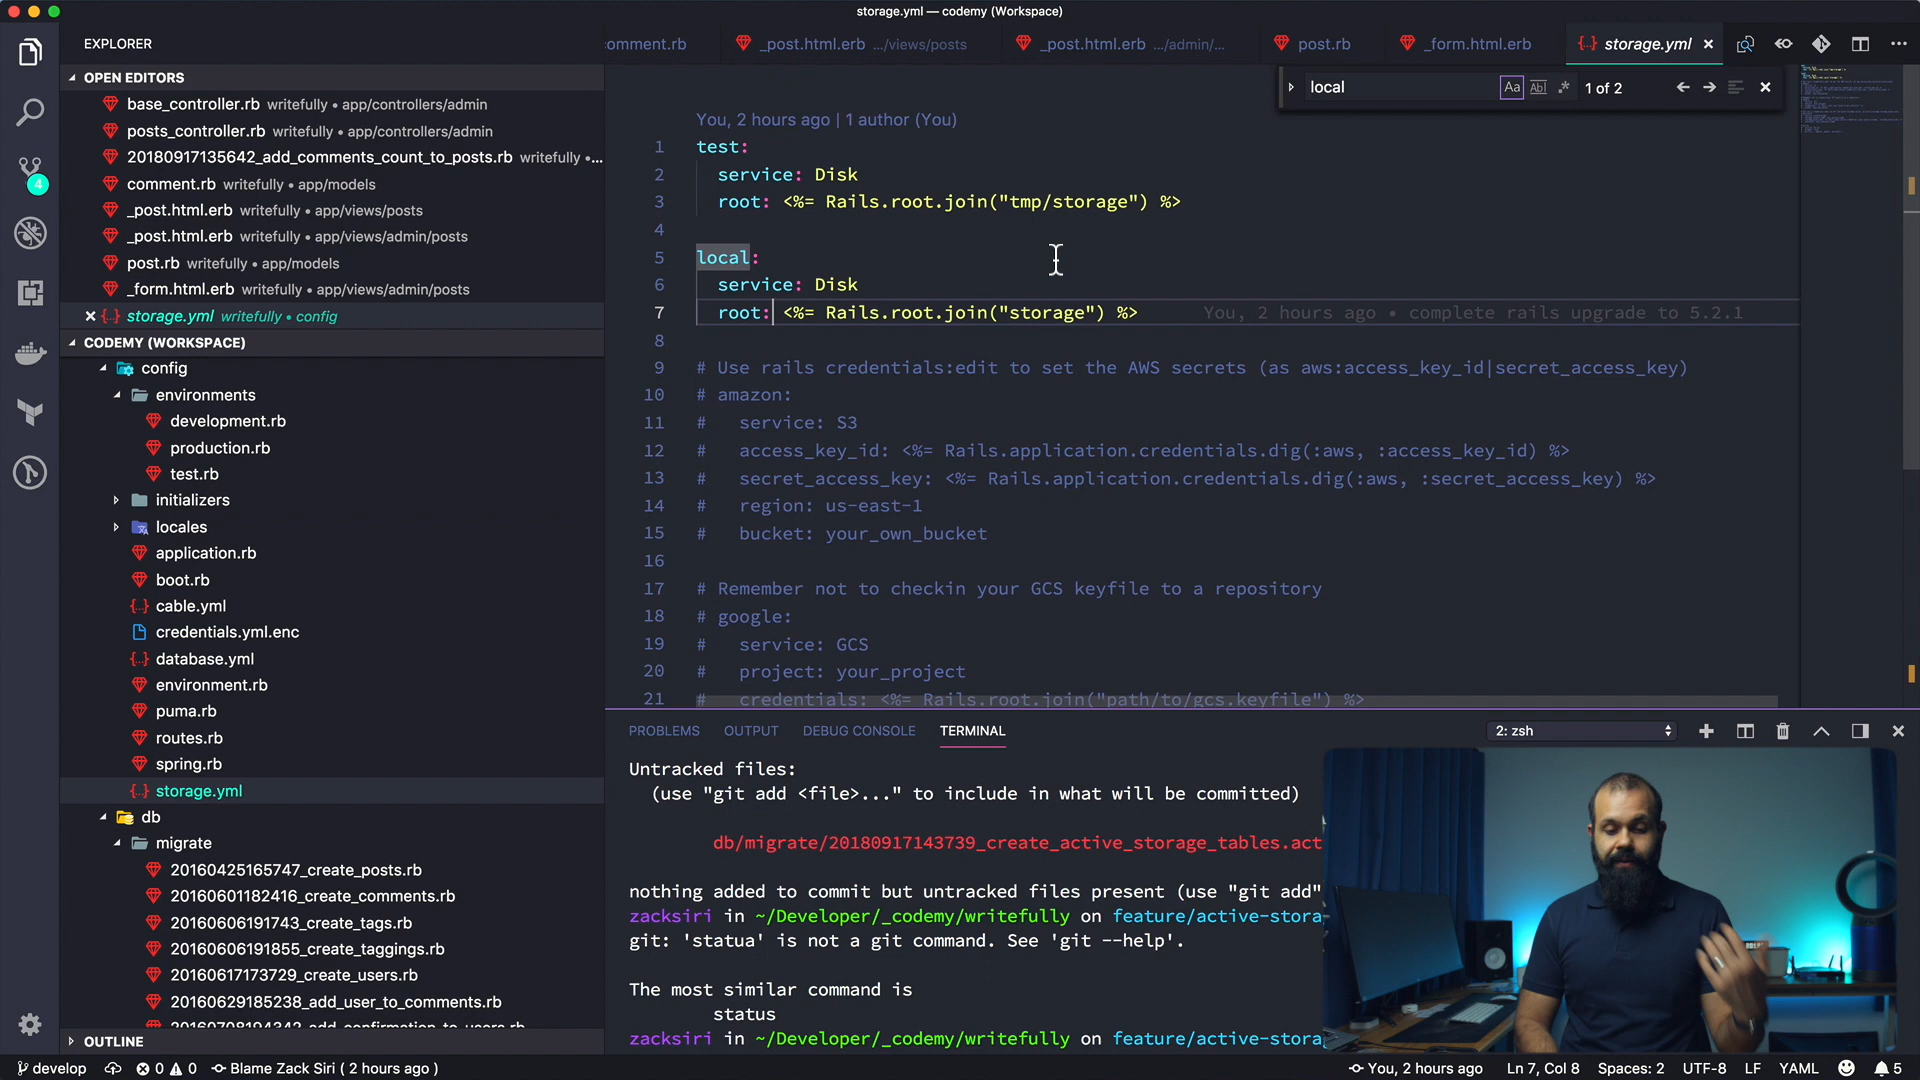 storage.yml — codemy (Workspace)
EXPLORER
OPEN EDITORS
base_controller.rb writefully • app/controllers/admin
posts_controller.rb writefully • app/controllers/admin
20180917135642_add_comments_count_to_posts.rb writefully •...
comment.rb writefully • app/models
_post.html.erb writefully • app/views/posts
_post.html.erb writefully • app/views/admin/posts
post.rb writefully • app/models
_form.html.erb writefully • app/views/admin/posts
storage.yml writefully • config
CODEMY (WORKSPACE)
config
environments
development.rb
production.rb
test.rb
initializers
locales
application.rb
boot.rb
cable.yml
credentials.yml.enc
database.yml
environment.rb
puma.rb
routes.rb
spring.rb
storage.yml
db
migrate
20160425165747_create_posts.rb
20160601182416_create_comments.rb
20160606191743_create_tags.rb
20160606191855_create_taggings.rb
20160617173729_create_users.rb
20160629185238_add_user_to_comments.rb
20160708194342_add_confirmation_to_users.rb
OUTLINE
4
omment.rb
_post.html.erb .../views/posts
_post.html.erb .../admin/...
post.rb
_form.html.erb
storage.yml
local
Aa Abl .* 1 of 2
You, 2 hours ago | 1 author (You)
1 test:
2 service: Disk
3 root: <%= Rails.root.join("tmp/storage") %>
4
5 local:
6 service: Disk
7 root: <%= Rails.root.join("storage") %> You, 2 hours ago • complete rails upgrade to 5.2.1
8
9 # Use rails credentials:edit to set the AWS secrets (as aws:access_key_id|secret_access_key)
10 # amazon:
11 # service: S3
12 # access_key_id: <%= Rails.application.credentials.dig(:aws, :access_key_id) %>
13 # secret_access_key: <%= Rails.application.credentials.dig(:aws, :secret_access_key) %>
14 # region: us-east-1
15 # bucket: your_own_bucket
16
17 # Remember not to checkin your GCS keyfile to a repository
18 # google:
19 # service: GCS
20 # project: your_project
21 # credentials: <%= Rails.root.join("path/to/gcs.keyfile") %>
PROBLEMS OUTPUT DEBUG CONSOLE TERMINAL
2: zsh
Untracked files:
(use "git add <file>..." to include in what will be committed)
db/migrate/20180917143739_create_active_storage_tables.act
nothing added to commit but untracked files present (use "git add"
zacksiri in ~/Developer/_codemy/writefully on feature/active-stora
git: 'statua' is not a git command. See 'git --help'.
The most similar command is
status
zacksiri in ~/Developer/_codemy/writefully on feature/active-stora
develop 0 0 Blame Zack Siri ( 2 hours ago )
You, 2 hours ago Ln 7, Col 8 Spaces: 2 UTF-8 LF YAML 5